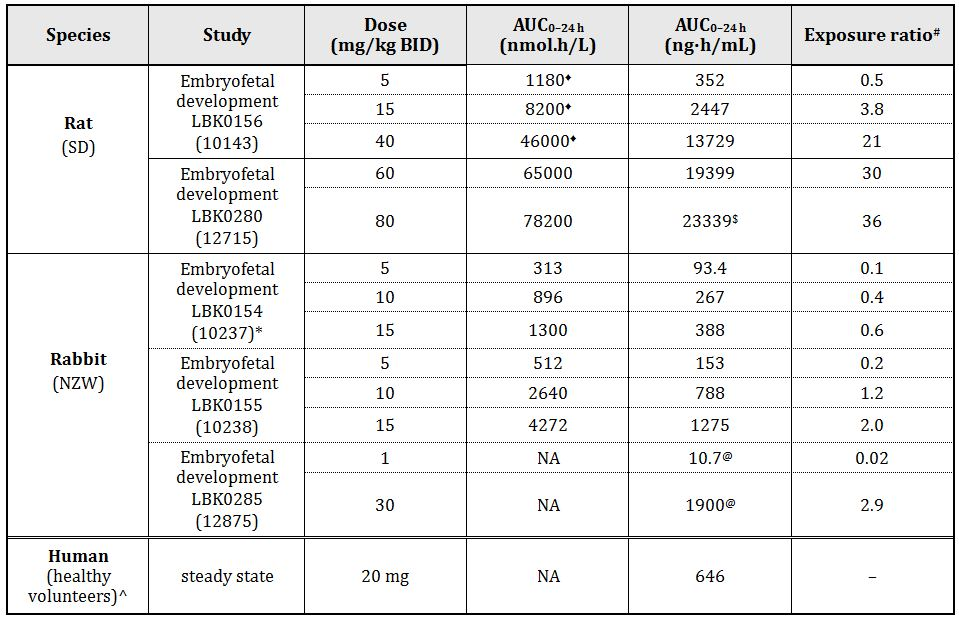 Species Study Dose (mg/kg BID) AUC0–24 h (nmol.h/L) AUC0–24 h (ng·h/mL) Exposure ratio#
Rat (SD) Embryofetal development LBK0156 (10143) 5 1180♦ 352 0.5
15 8200♦ 2447 3.8
40 46000♦ 13729 21
Embryofetal development LBK0280 (12715) 60 65000 19399 30
80 78200 23339$ 36
Rabbit (NZW) Embryofetal development LBK0154 (10237)* 5 313 93.4 0.1
10 896 267 0.4
15 1300 388 0.6
Embryofetal development LBK0155 (10238) 5 512 153 0.2
10 2640 788 1.2
15 4272 1275 2.0
Embryofetal development LBK0285 (12875) 1 NA 10.7@ 0.02
30 NA 1900@ 2.9
Human (healthy volunteers)^ steady state 20 mg NA 646 –